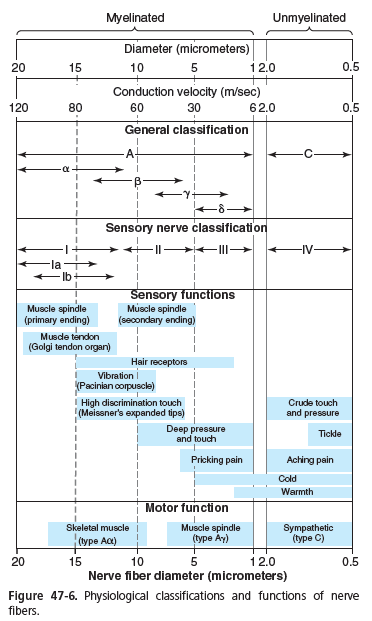 Myelinated Unmyelinated
Diameter (micrometers)
20 15 10 5 1 2.0 0.5
Conduction velocity (m/sec)
120 80 60 30 6 2.0 0.5
General classification
A C
α
β
γ
δ
Sensory nerve classification
I II III IV
Ia
Ib
Sensory functions
Muscle spindle Muscle spindle
(primary ending) (secondary ending)
Muscle tendon
(Golgi tendon organ)
Hair receptors
Vibration
(Pacinian corpuscle)
High discrimination touch Crude touch
(Meissner's expanded tips) and pressure
Deep pressure Tickle
and touch
Pricking pain Aching pain
Cold
Warmth
Motor function
Skeletal muscle Muscle spindle Sympathetic
(type Aα) (type Aγ) (type C)
20 15 10 5 1 2.0 0.5
Nerve fiber diameter (micrometers)
Figure 47-6. Physiological classifications and functions of nerve
fibers.